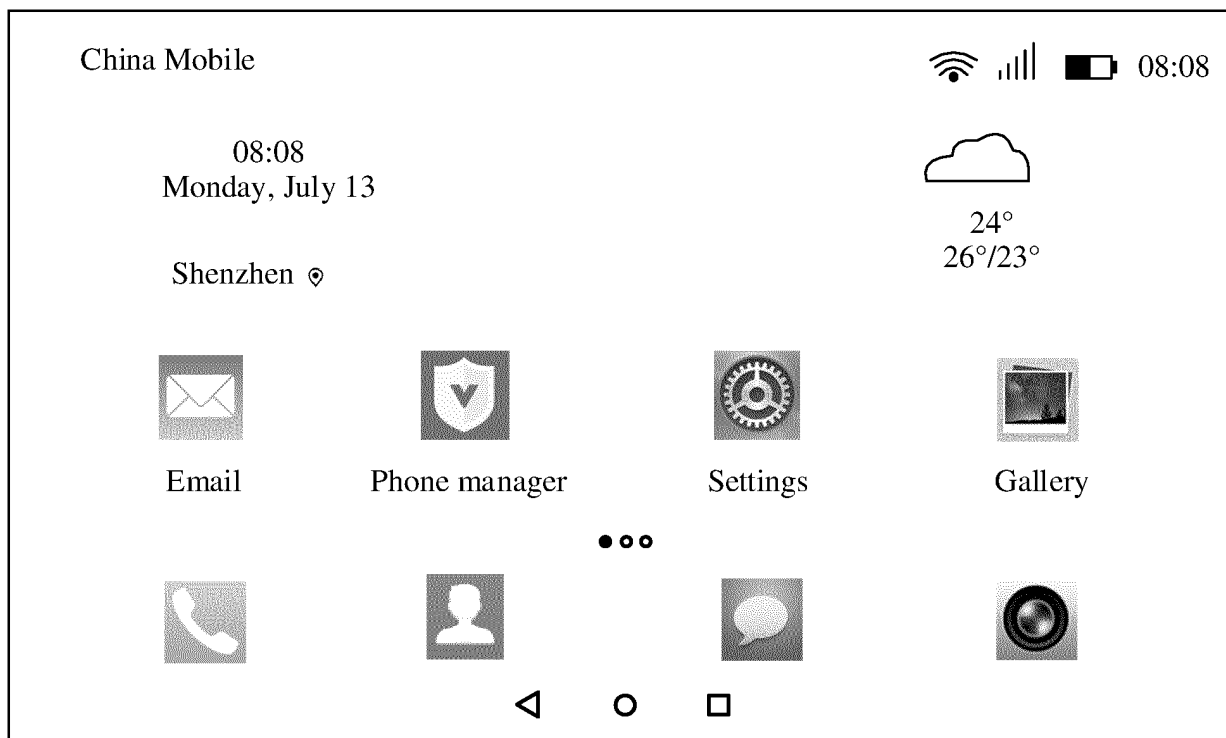 China Mobile
08:08
08:08
Monday, July 13
24°
26°/23°
Shenzhen
Email
Phone manager
Settings
Gallery